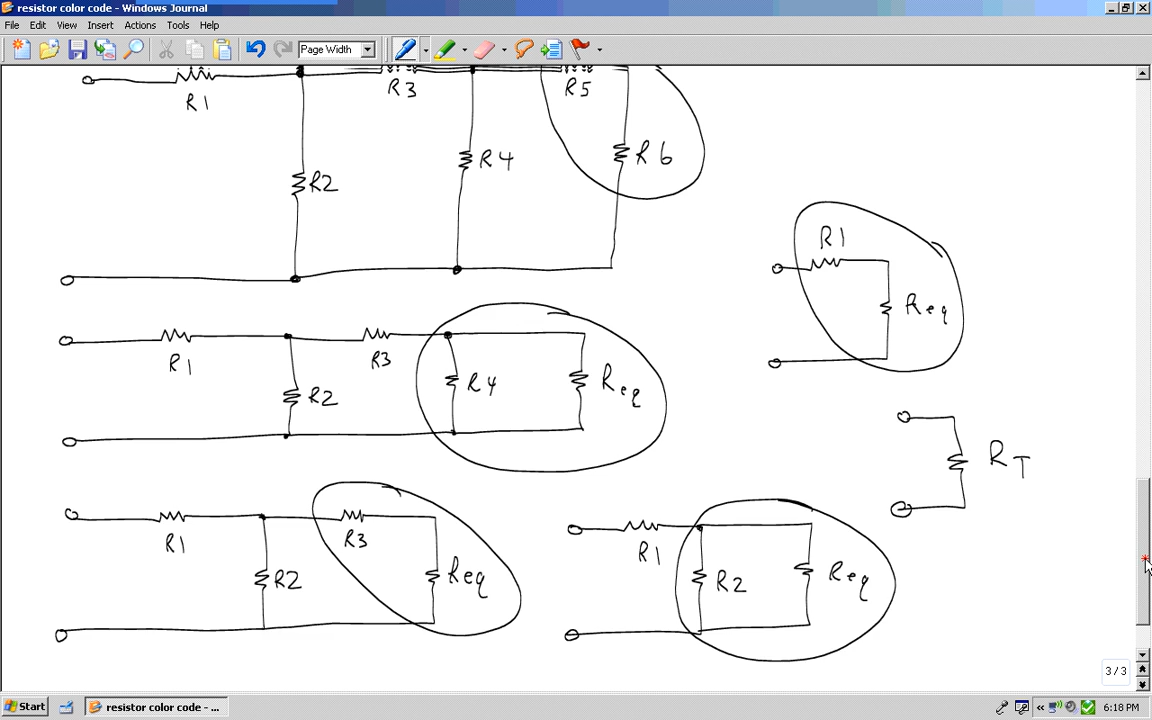 resistor color code - Windows Journal
File Edit View Insert Actions Tools Help
Page Width
R1
R3
R5
R2
R4
R6
R1
Req
R1
R2
R3
R4
Req
RT
R1
R2
R3
Req
R1
R2
Req
3/3
Start
resistor color code - ...
6:18 PM